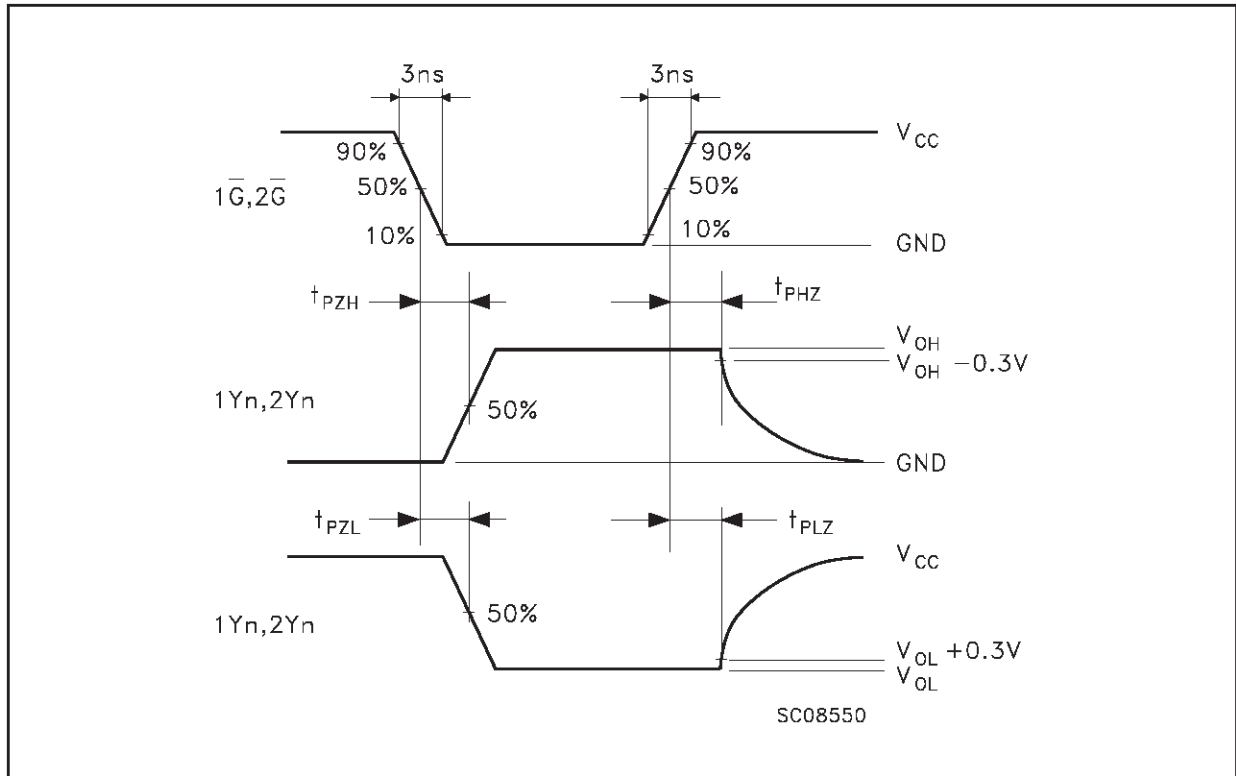 3ns 3ns
V_CC
90% 90%
1G̅,2G̅ 50% 50%
10% 10%
GND
t_PZH t_PHZ
V_OH
V_OH −0.3V
1Yn,2Yn 50%
GND
t_PZL t_PLZ
V_CC
1Yn,2Yn 50%
V_OL +0.3V
V_OL
SC08550